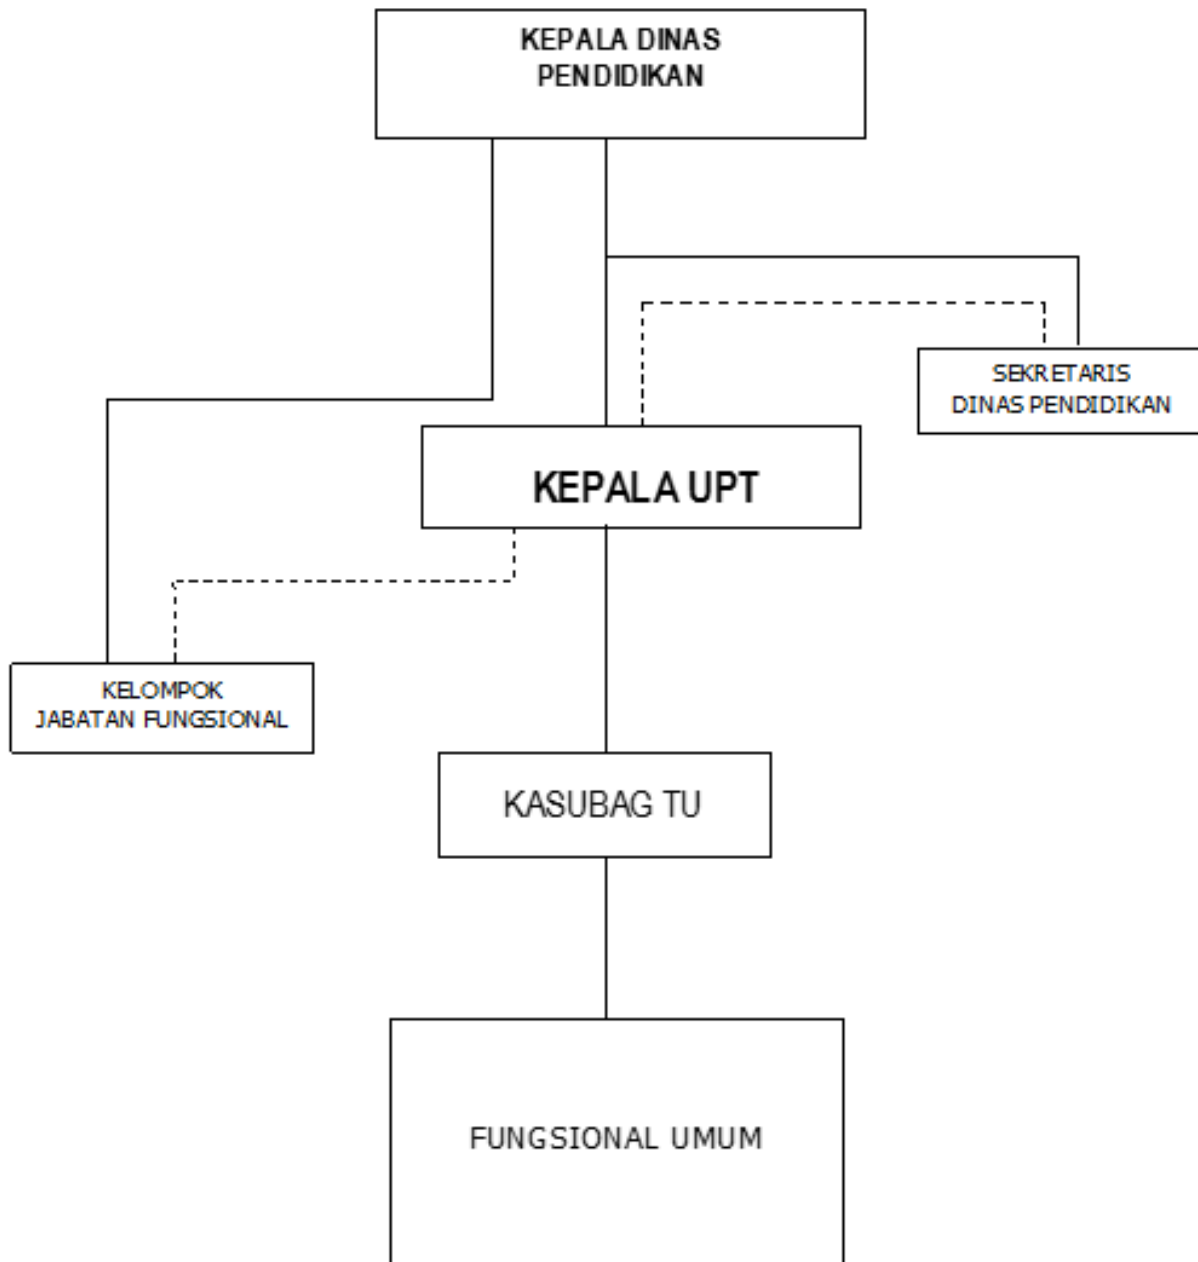 KEPALA DINAS
PENDIDIKAN
SEKRETARIS
DINAS PENDIDIKAN
KEPALA UPT
KELOMPOK
JABATAN FUNGSIONAL
KASUBAG TU
FUNGSIONAL UMUM